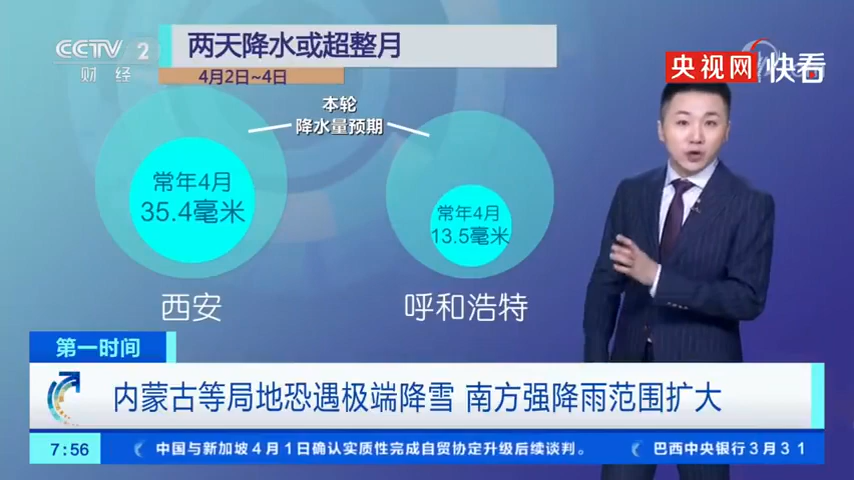 CCTV 2
财经
两天降水或超整月
4月2日~4日
央视网 快看
本轮
降水量预期
常年4月
35.4毫米
常年4月
13.5毫米
西安
呼和浩特
第一时间
内蒙古等局地恐遇极端降雪 南方强降雨范围扩大
7:56
中国与新加坡4月1日确认实质性完成自贸协定升级后续谈判。 巴西中央银行3月31